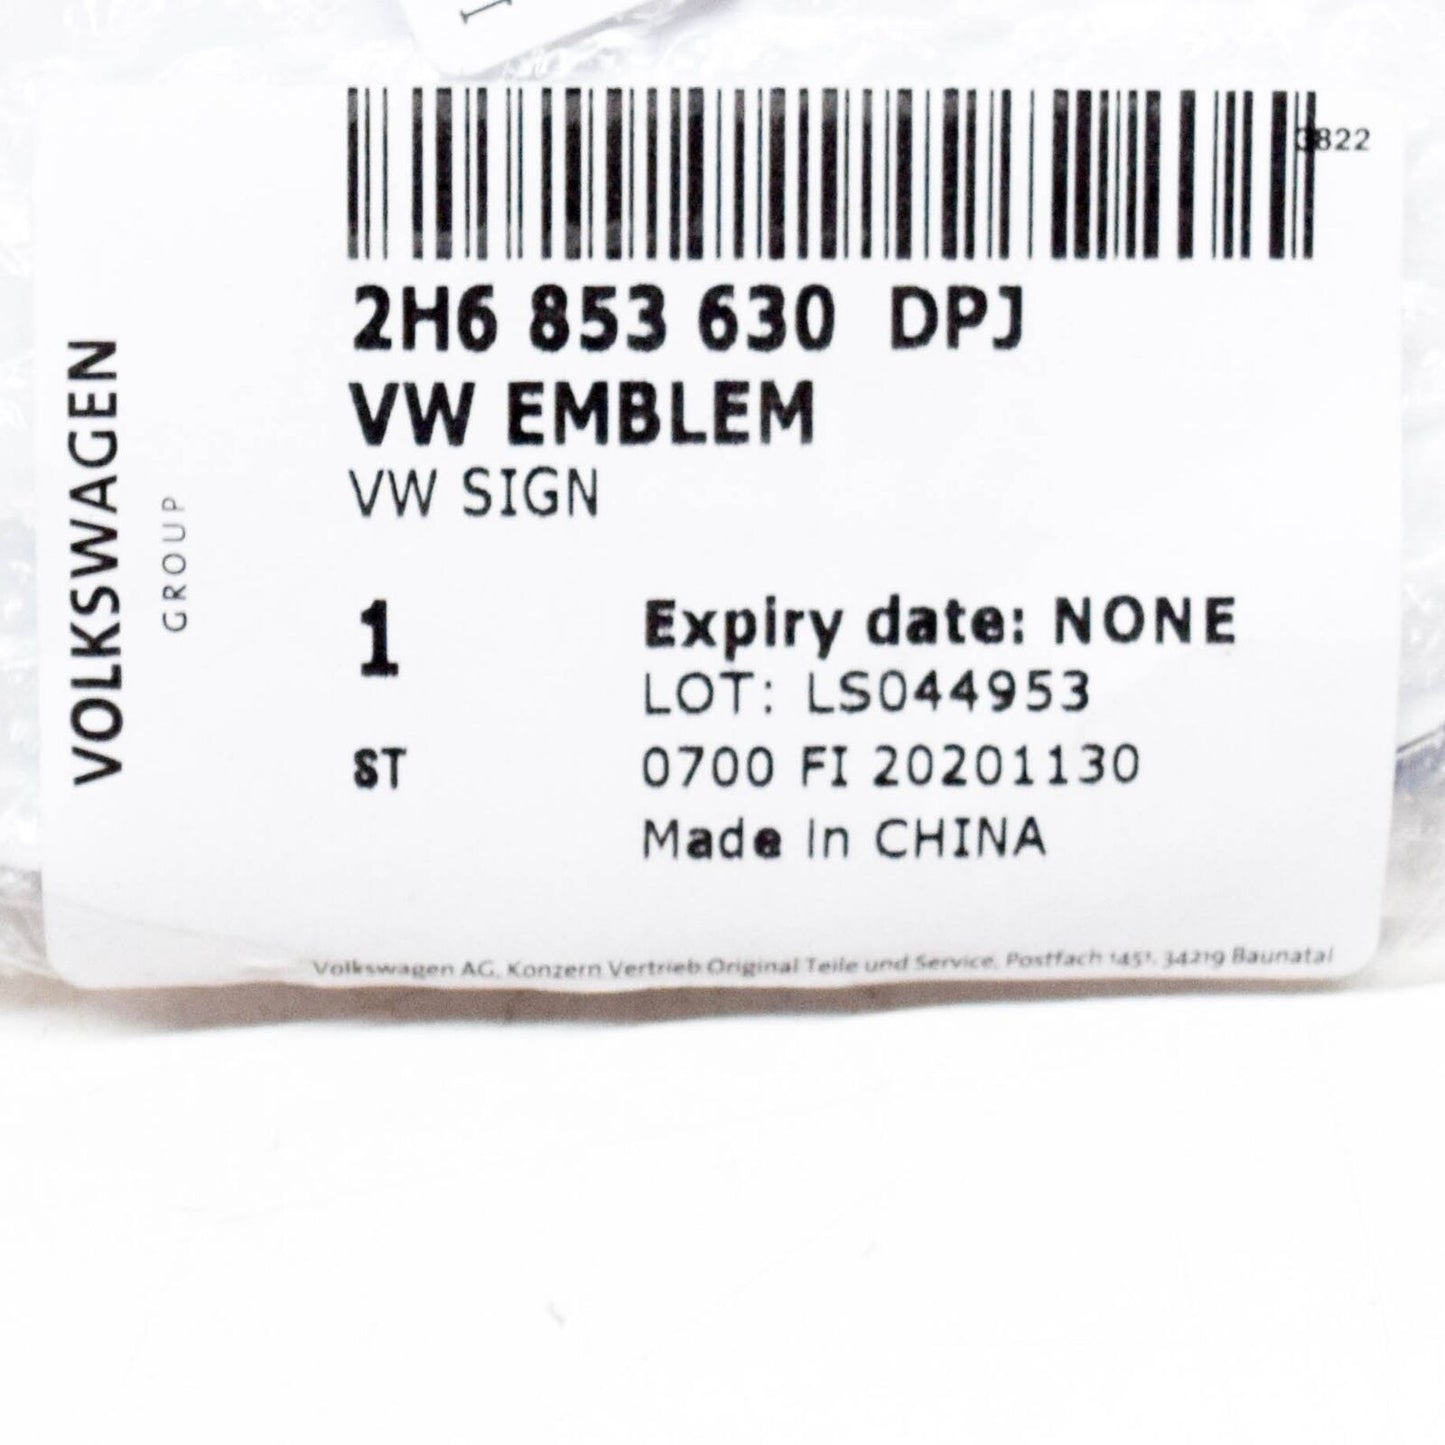 3822
2H6 853 630 DPJ
VW EMBLEM
VW SIGN
VOLKSWAGEN
GROUP
1
ST
Expiry date: NONE
LOT: LS044953
0700 FI 20201130
Made In CHINA
Volkswagen AG, Konzern Vertrieb Original Teile und Service, Postfach 1451, 34219 Baunatal